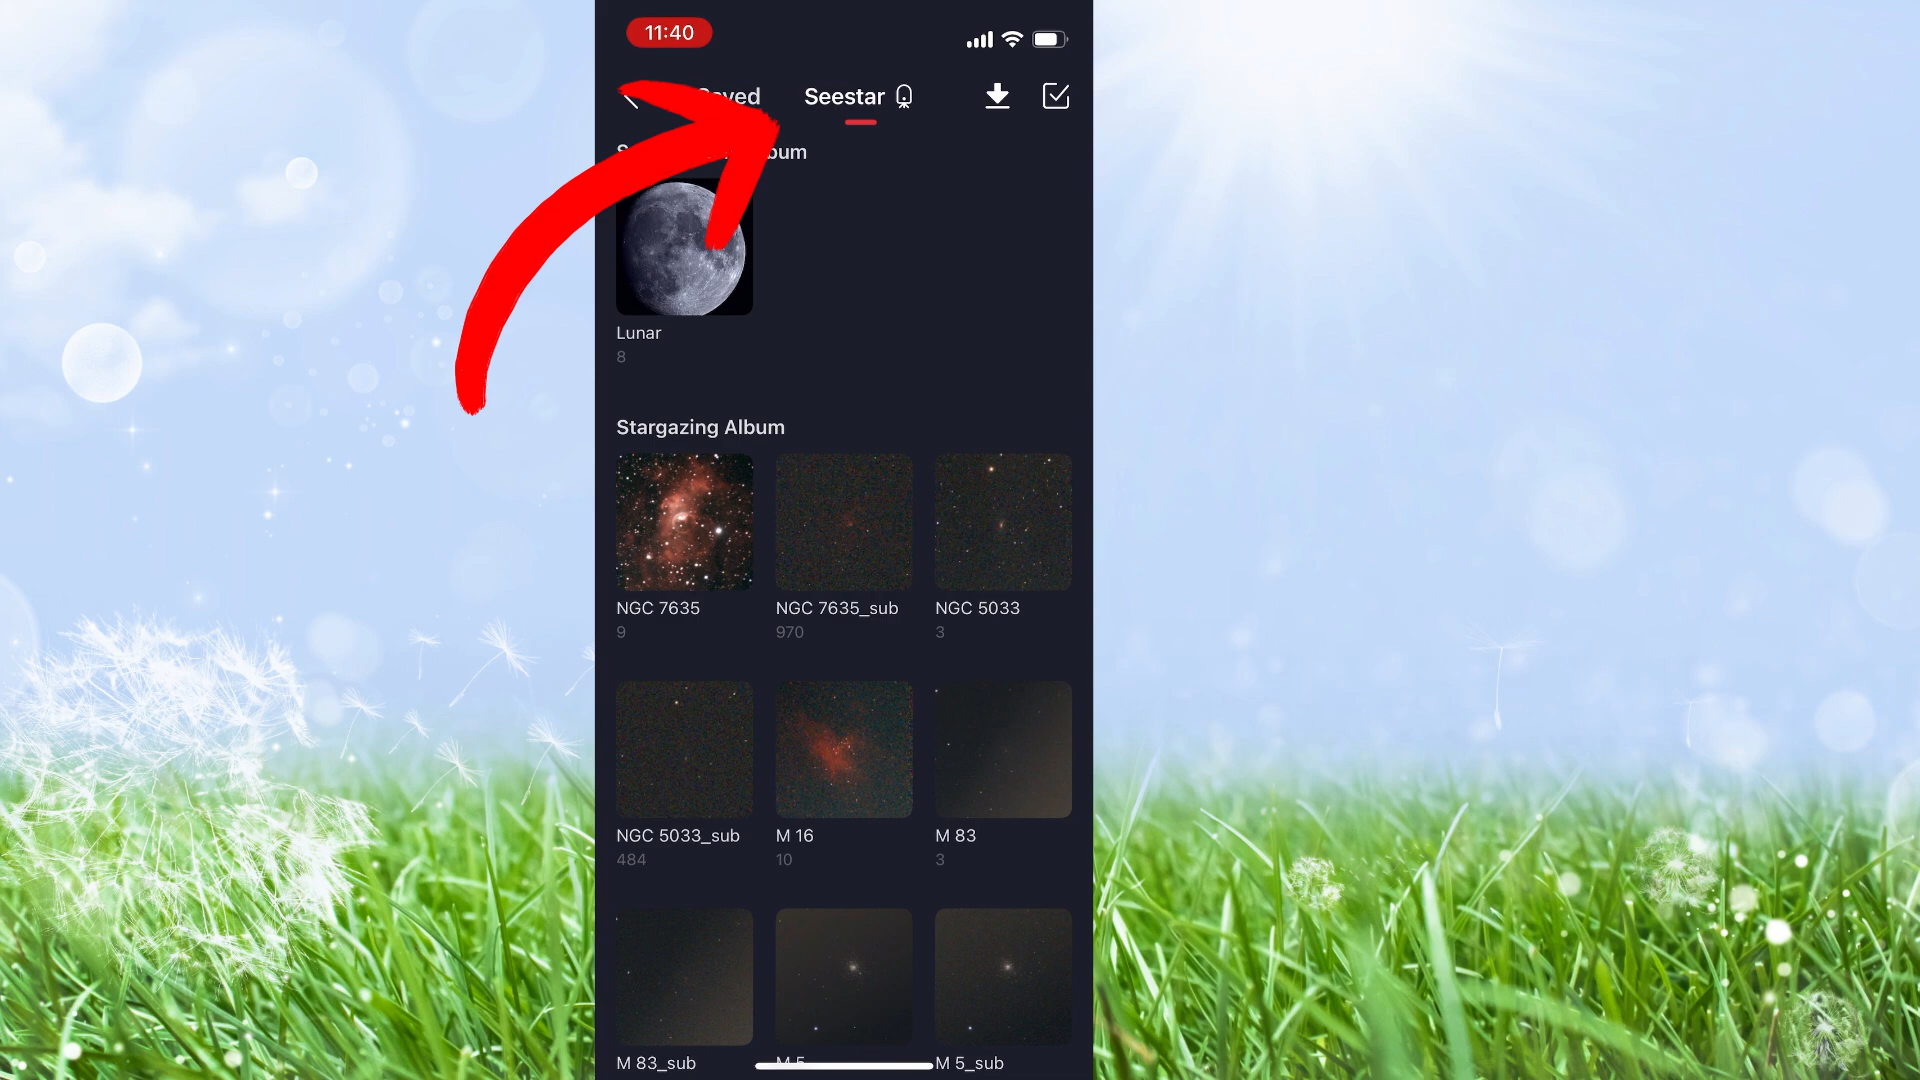 11:40
Seestar
Lunar
8
Stargazing Album
NGC 7635
NGC 7635_sub
NGC 5033
9
970
3
NGC 5033_sub
M 16
M 83
484
10
3
M 83_sub
M 5_sub